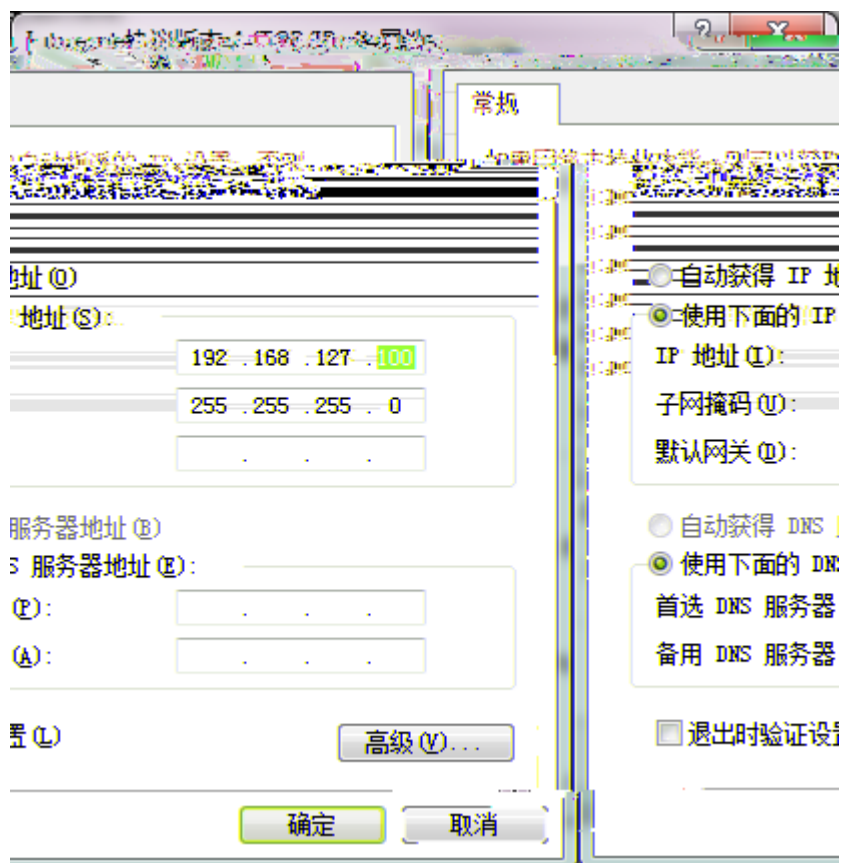 常规
地址(O)
自动获得 IP 地
地址(S):
使用下面的 IP
192 .168 .127 .100
IP 地址(I):
255 .255 .255 . 0
子网掩码(U):
默认网关(D):
服务器地址(B)
自动获得 DNS
S 服务器地址(E):
使用下面的 DNS
(P):
首选 DNS 服务器
(A):
备用 DNS 服务器
置(L)
高级(V)...
退出时验证设置
确定
取消